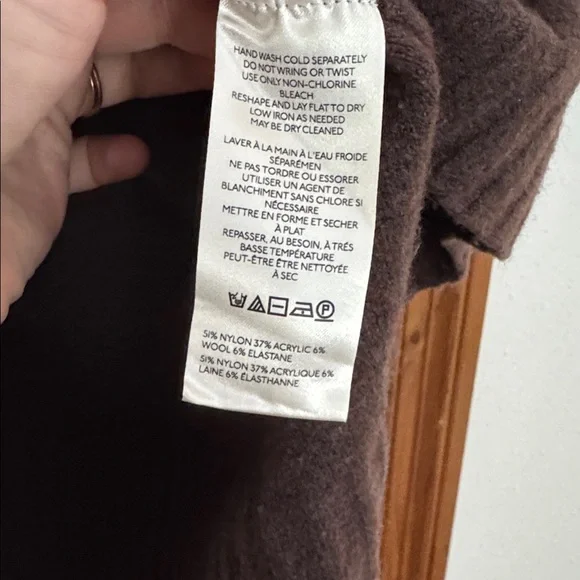 HAND WASH COLD SEPARATELY
DO NOT WRING OR TWIST
USE ONLY NON-CHLORINE
BLEACH
RESHAPE AND LAY FLAT TO DRY
LOW IRON AS NEEDED
MAY BE DRY CLEANED
LAVER À LA MAIN À L'EAU FROIDE
SÉPARÉMEN
NE PAS TORDRE OU ESSORER
UTILISER UN AGENT DE
BLANCHIMENT SANS CHLORE SI
NÉCESSAIRE
METTRE EN FORME ET SECHER
À PLAT
REPASSER, AU BESOIN, À TRÉS
BASSE TEMPÉRATURE
PEUT-ÊTRE ÊTRE NETTOYÉE
À SEC
P
51% NYLON 37% ACRYLIC 6%
WOOL 6% ELASTANE
51% NYLON 37% ACRYLIQUE 6%
LAINE 6% ÉLASTHANNE